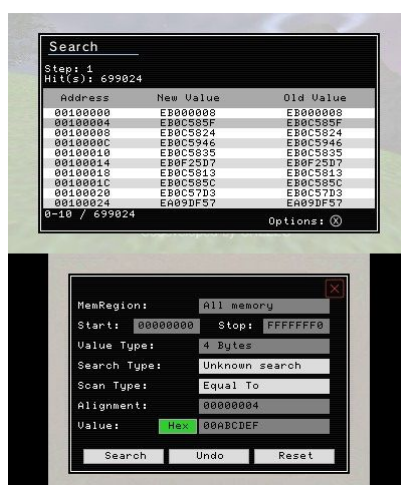 Search
Step: 1
Hit(s): 699024
Address New Value Old Value
00100000 EB000008 EB000008
00100004 EB0C585F EB0C585F
00100008 EB0C5824 EB0C5824
0010000C EB0C5946 EB0C5946
00100010 EB0C5835 EB0C5835
00100014 EB0F25D7 EB0F25D7
00100018 EB0C5813 EB0C5813
0010001C EB0C585C EB0C585C
00100020 EB0C57D3 EB0C57D3
00100024 EA09DF57 EA09DF57
0-10 / 699024
Options: Ⓧ
MemRegion: All memory
Start: 00000000 Stop: FFFFFFF0
Value Type: 4 Bytes
Search Type: Unknown search
Scan Type: Equal To
Alignment: 00000004
Value: Hex 00ABCDEF
Search Undo Reset